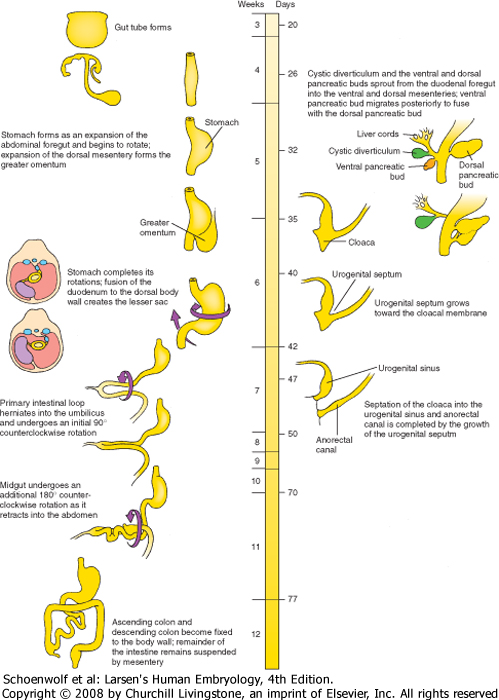 Weeks Days
Gut tube forms
3
20
4
26
Cystic diverticulum and the ventral and dorsal
pancreatic buds sprout from the duodenal foregut
into the ventral and dorsal mesenteries; ventral
pancreatic bud migrates posteriorly to fuse
with the dorsal pancreatic bud
Stomach
Stomach forms as an expansion of the
abdominal foregut and begins to rotate;
expansion of the dorsal mesentery forms the
greater omentum
5
32
Liver cords
Cystic diverticulum
Ventral pancreatic
bud
Dorsal
pancreatic
bud
Greater
omentum
35
Cloaca
Stomach completes its
rotations; fusion of the
duodenum to the dorsal body
wall creates the lesser sac
6
40
Urogenital septum
Urogenital septum grows
toward the cloacal membrane
42
7
47
Urogenital sinus
Primary intestinal loop
herniates into the umbilicus
and undergoes an initial 90°
counterclockwise rotation
Septation of the cloaca into the
urogenital sinus and anorectal
canal is completed by the growth
of the urogenital seputm
Anorectal
canal
50
8
9
10
70
Midgut undergoes an
additional 180° counter-
clockwise rotation as it
retracts into the abdomen
11
77
12
Ascending colon and
descending colon become fixed
to the body wall; remainder of
the intestine remains suspended
by mesentery
Schoenwolf et al: Larsen's Human Embryology, 4th Edition.
Copyright © 2008 by Churchill Livingstone, an imprint of Elsevier, Inc. All rights reserved